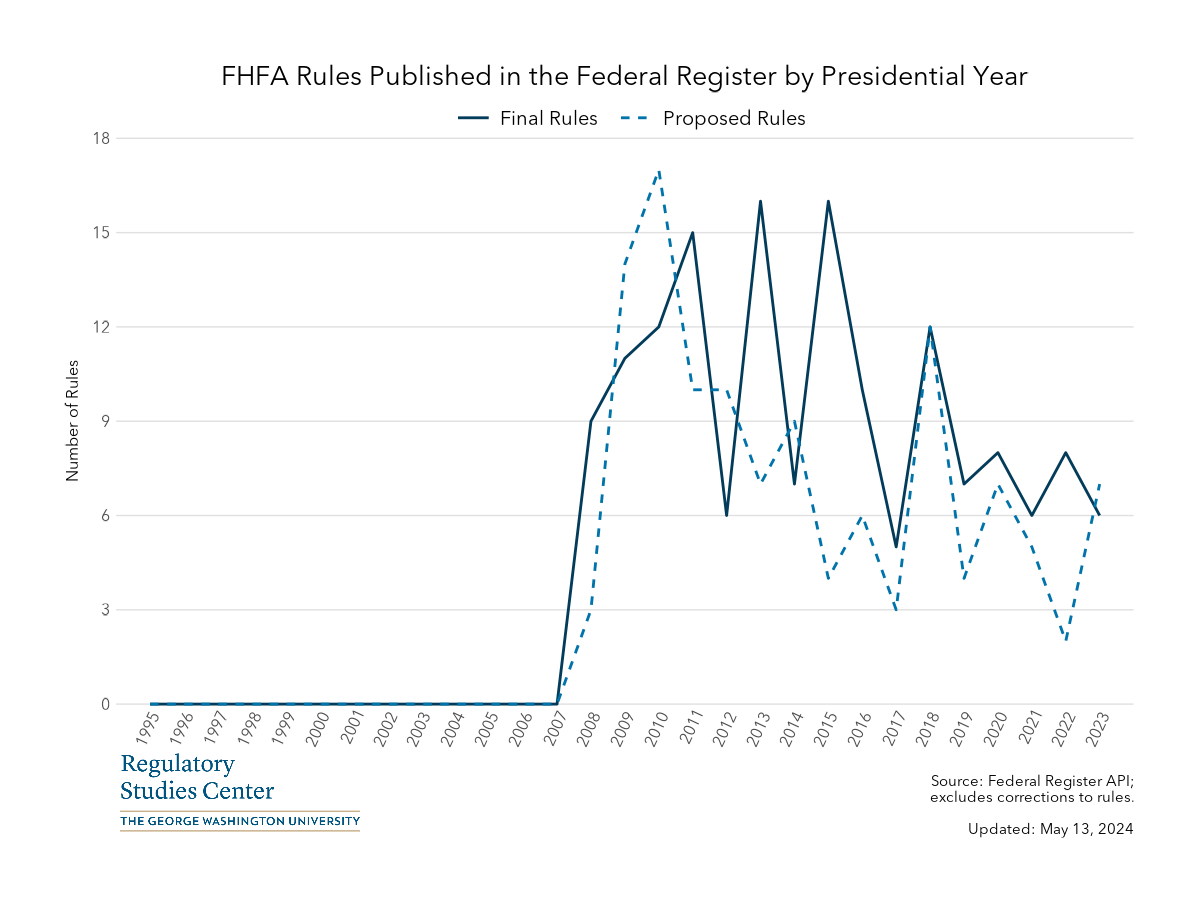 FHFA Rules Published in the Federal Register by Presidential Year
Final Rules Proposed Rules
18
15
12
9
6
3
0
Number of Rules
1995 1996 1997 1998 1999 2000 2001 2002 2003 2004 2005 2006 2007 2008 2009 2010 2011 2012 2013 2014 2015 2016 2017 2018 2019 2020 2021 2022 2023
Regulatory
Studies Center
THE GEORGE WASHINGTON UNIVERSITY
Source: Federal Register API;
excludes corrections to rules.
Updated: May 13, 2024